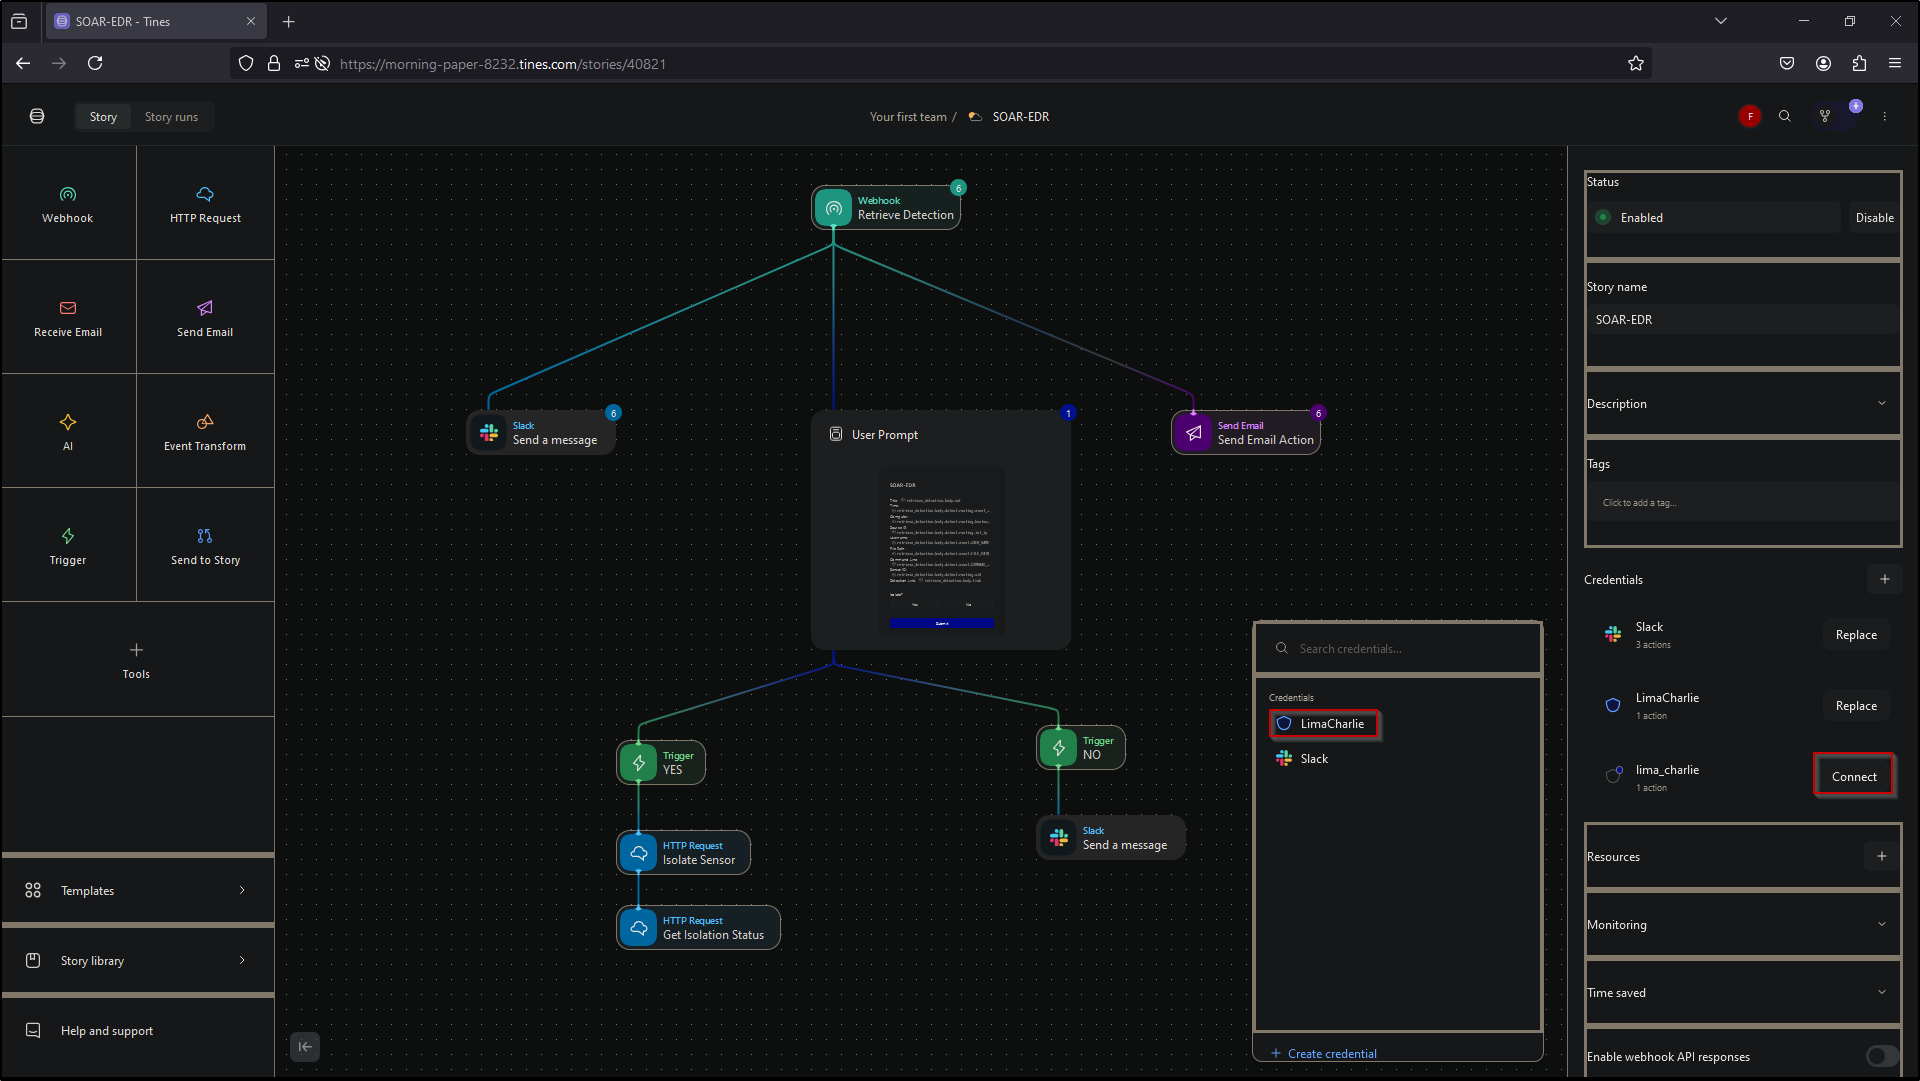 SOAR-EDR - Tines
https://morning-paper-8232.tines.com/stories/40821
Story
Story runs
Your first team /
SOAR-EDR
F
Webhook
HTTP Request
Receive Email
Send Email
AI
Event Transform
Trigger
Send to Story
Tools
Templates
Story library
Help and support
6
Webhook
Retrieve Detection
6
Slack
Send a message
1
User Prompt
SOAR-EDR
Yes
No
Submit
6
Send Email
Send Email Action
Trigger
YES
Trigger
NO
HTTP Request
Isolate Sensor
HTTP Request
Get Isolation Status
Slack
Send a message
Search credentials...
Credentials
LimaCharlie
Slack
Create credential
Status
Enabled
Disable
Story name
SOAR-EDR
Description
Tags
Click to add a tag...
Credentials
Slack
3 actions
Replace
LimaCharlie
1 action
Replace
lima_charlie
1 action
Connect
Resources
Monitoring
Time saved
Enable webhook API responses